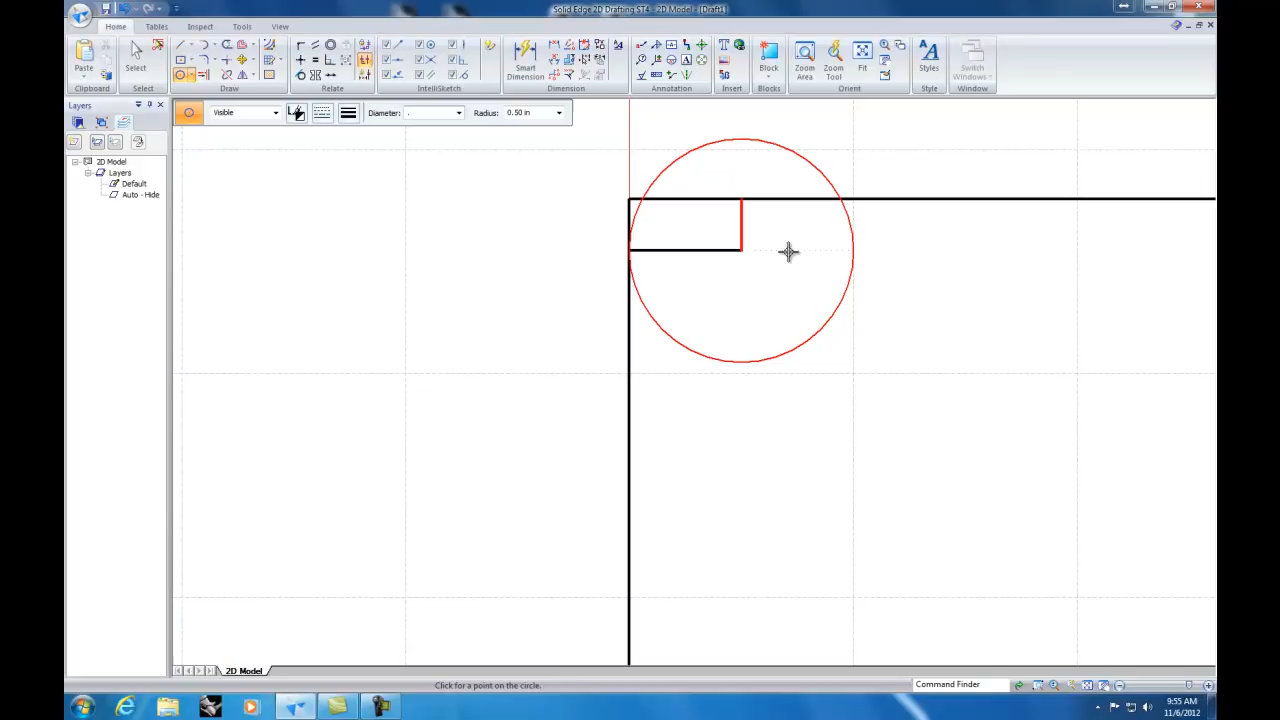 Solid Edge 2D Drafting ST4 - 2D Model - [Draft1]
Home Tables Inspect Tools View
Paste Select Smart Dimension Block Zoom Area Zoom Tool Fit Styles Switch Windows
Clipboard Select Draw Relate IntelliSketch Dimension Annotation Insert Blocks Orient Style Window
Layers
Visible Diameter: . Radius: 0.50 in
2D Model
Layers
Default
Auto - Hide
2D Model
Click for a point on the circle. Command Finder
9:55 AM
11/6/2012